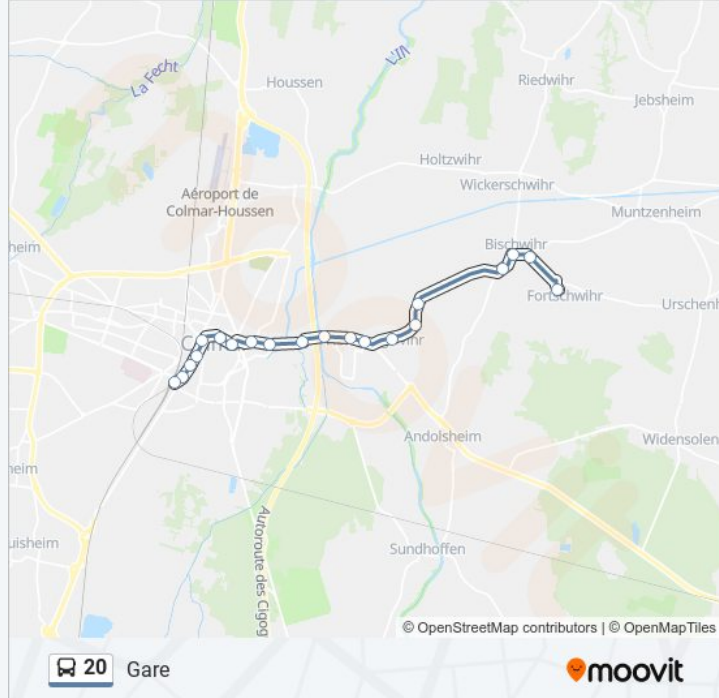 La Fecht
L'Ill
Houssen
Riedwihr
Jebsheim
Holtzwihr
Wickerschwihr
Aéroport de
Colmar-Houssen
Muntzenheim
heim
Bischwihr
Fortschwihr
Urschenh
Andolsheim
Widensolen
heim
Autoroute des Cigog
uisheim
Sundhoffen
© OpenStreetMap contributors | © OpenMapTiles
20 Gare
moovit